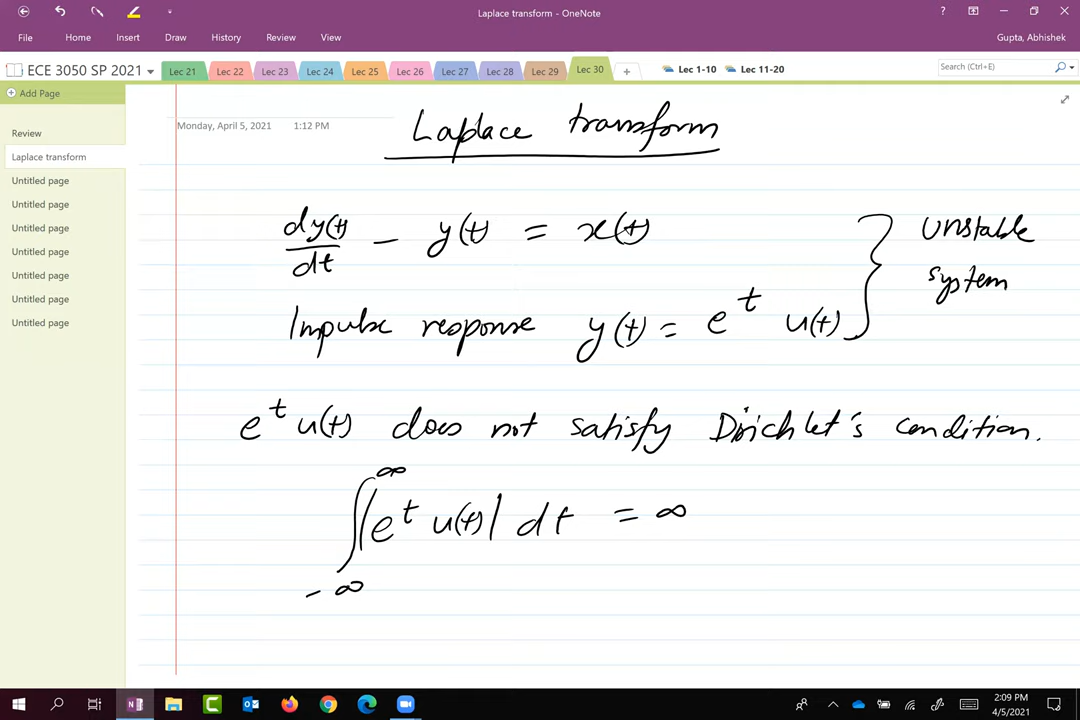 Laplace transform - OneNote
? Gupta, Abhishek
File Home Insert Draw History Review View
ECE 3050 SP 2021 Lec 21 Lec 22 Lec 23 Lec 24 Lec 25 Lec 26 Lec 27 Lec 28 Lec 29 Lec 30 + Lec 1-10 Lec 11-20 Search (Ctrl+E)
Add Page
Review
Laplace transform
Untitled page
Untitled page
Untitled page
Untitled page
Untitled page
Untitled page
Untitled page
Monday, April 5, 2021 1:12 PM
Laplace transform
dy(t)/dt - y(t) = x(t)
Impulse response y(t) = e^t u(t)
} unstable
system
e^t u(t) does not satisfy Dirichlet's condition.
∫_{-∞}^{∞} |e^t u(t)| dt = ∞
2:09 PM
4/5/2021